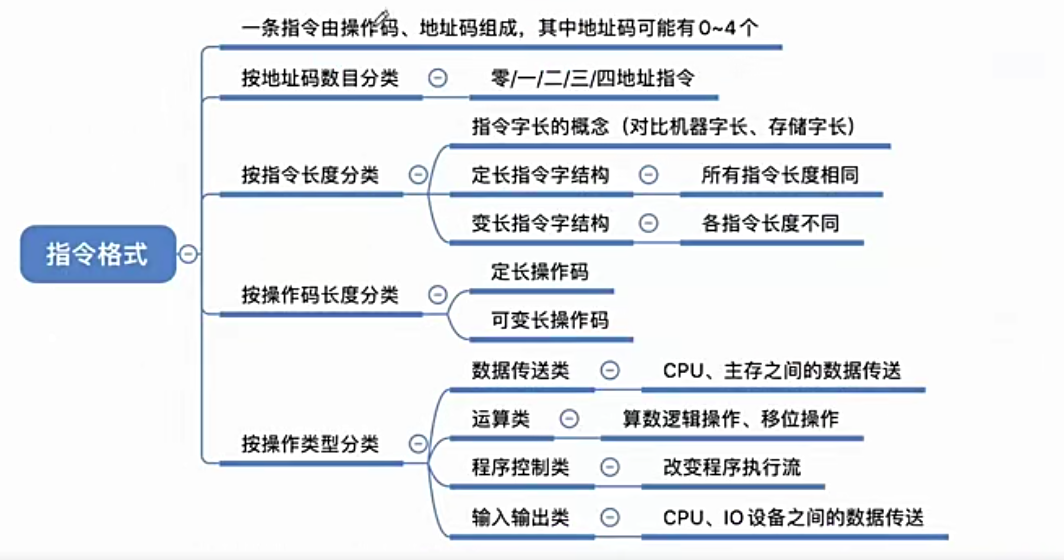 一条指令由操作码、地址码组成，其中地址码可能有0~4个
按地址码数目分类
零/一/二/三/四地址指令
指令格式
按指令长度分类
指令字长的概念（对比机器字长、存储字长）
定长指令字结构
所有指令长度相同
变长指令字结构
各指令长度不同
按操作码长度分类
定长操作码
可变长操作码
按操作类型分类
数据传送类
CPU、主存之间的数据传送
运算类
算数逻辑操作、移位操作
程序控制类
改变程序执行流
输入输出类
CPU、IO设备之间的数据传送